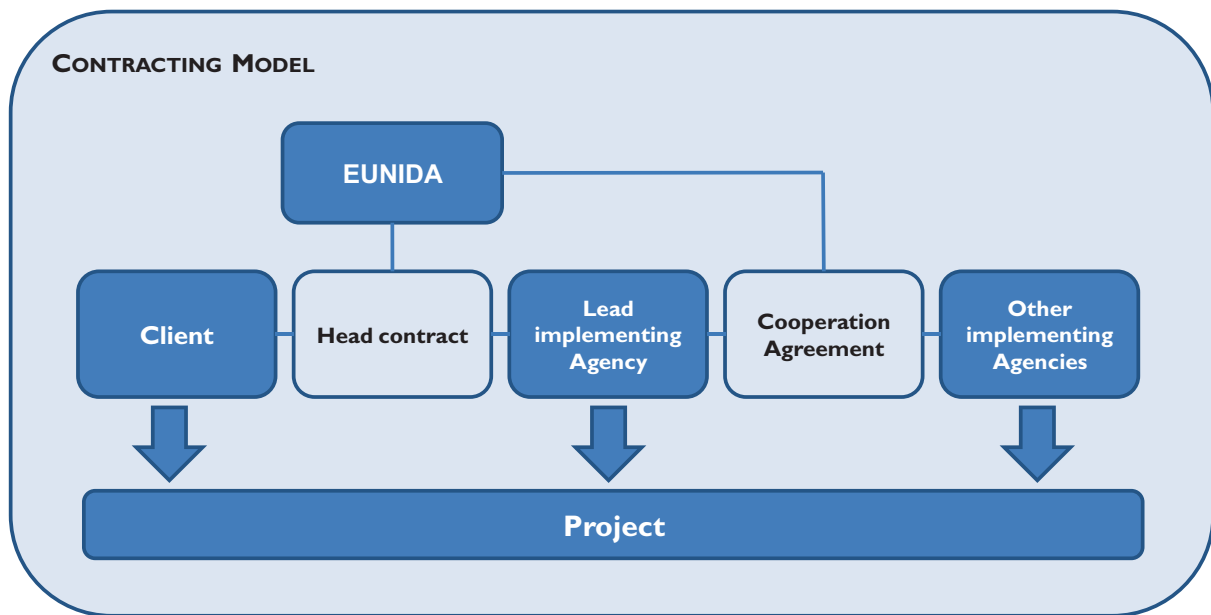 CONTRACTING MODEL
EUNIDA
Client
Head contract
Lead
implementing
Agency
Cooperation
Agreement
Other
implementing
Agencies
Project